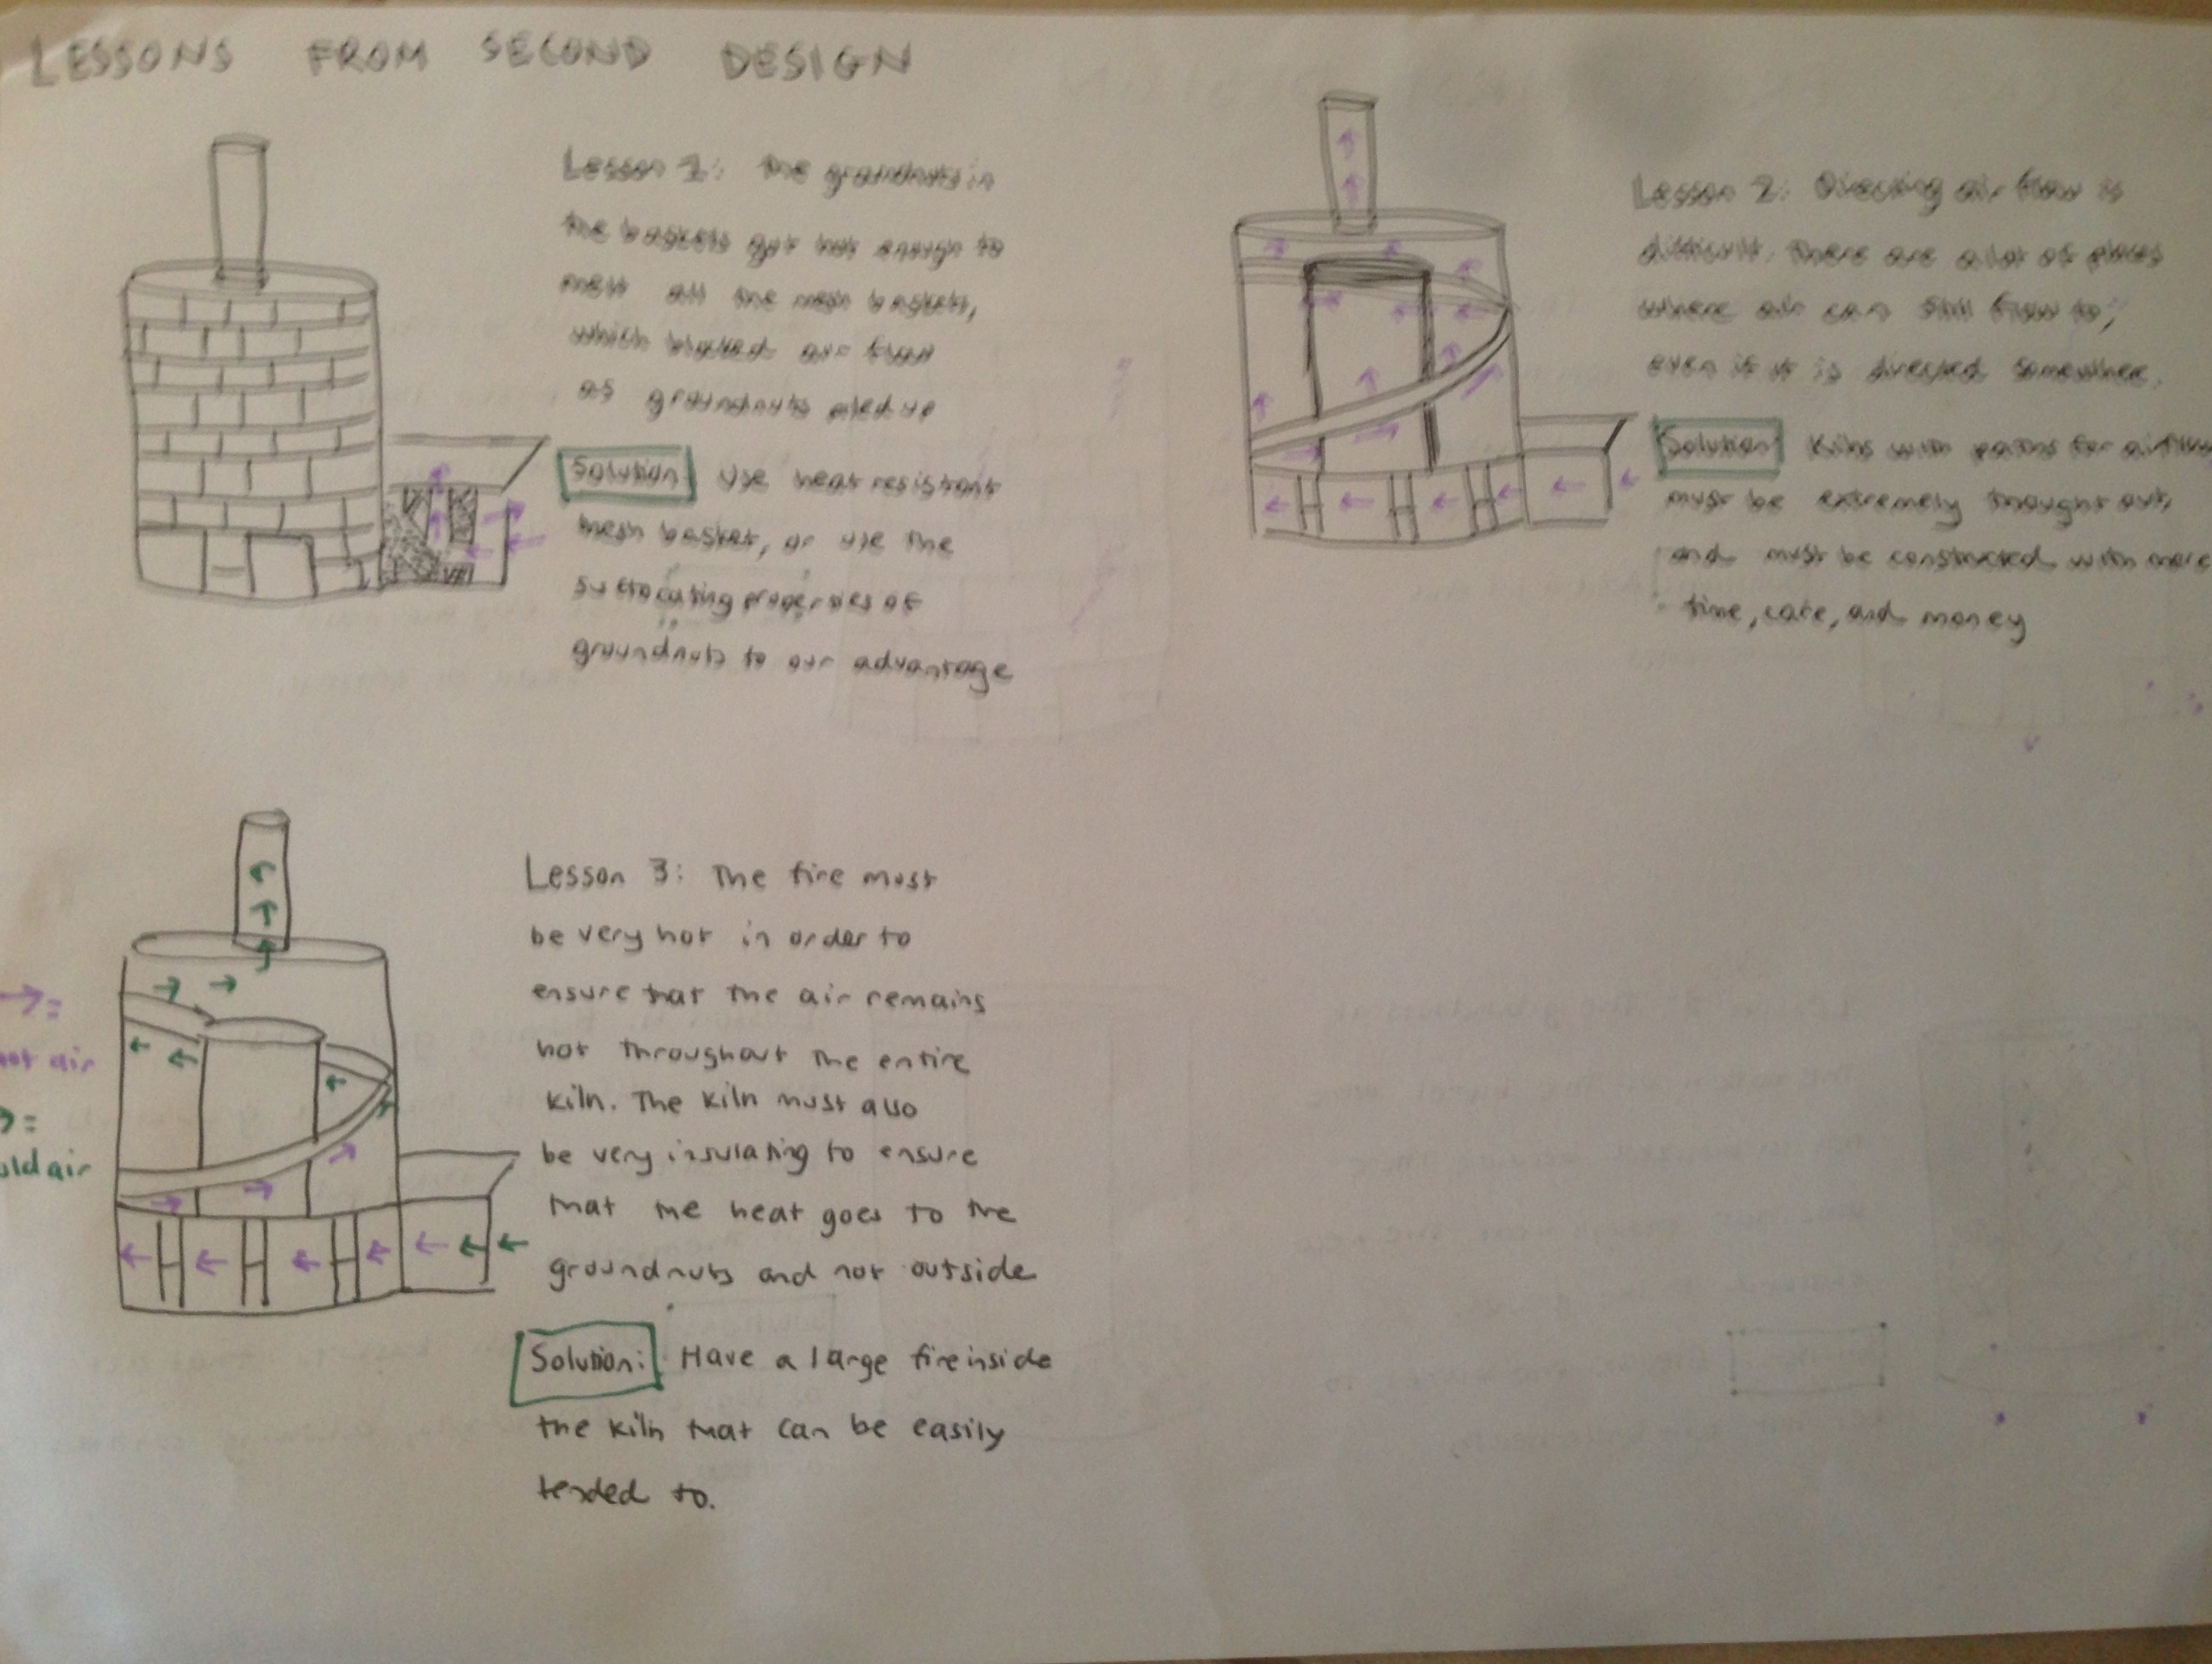 LESSONS FROM SECOND DESIGN
Lesson 1: The groundnuts in
the baskets got hot enough to
melt all the mesh baskets,
which blocked air flow
as groundnuts piled up
Solution: Use heat resistant
mesh basket, or use the
suffocating properties of
groundnuts to our advantage
Lesson 2: Directing air flow is
difficult. There are a lot of places
where air can still flow to,
even if it is directed somewhere.
Solution: Kilns with paths for airflow
must be extremely thought out,
and must be constructed with more
time, care, and money
→ =
hot air
→ =
cold air
Lesson 3: The fire must
be very hot in order to
ensure that the air remains
hot throughout the entire
kiln. The kiln must also
be very insulating to ensure
that the heat goes to the
groundnuts and not outside
Solution: Have a large fire inside
the kiln that can be easily
tended to.